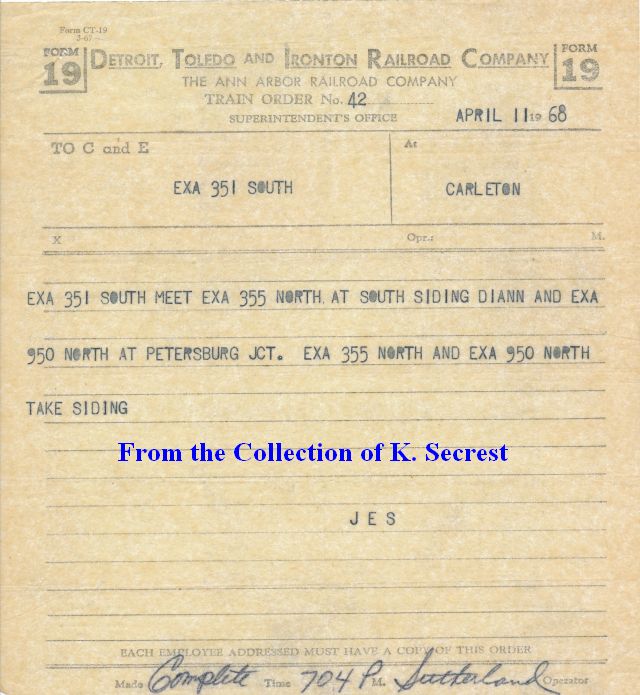 Form CT-19
3-67
FORM 19 DETROIT, TOLEDO AND IRONTON RAILROAD COMPANY FORM 19
THE ANN ARBOR RAILROAD COMPANY
TRAIN ORDER No. 42
SUPERINTENDENT'S OFFICE APRIL 11 19 68
TO C and E At
EXA 351 SOUTH CARLETON
X Opr.: M.
EXA 351 SOUTH MEET EXA 355 NORTH AT SOUTH SIDING DIANN AND EXA
950 NORTH AT PETERSBURG JCT. EXA 355 NORTH AND EXA 950 NORTH
TAKE SIDING
From the Collection of K. Secrest
J E S
EACH EMPLOYEE ADDRESSED MUST HAVE A COPY OF THIS ORDER
Made Complete Time 704 P M. Sutherland Operator